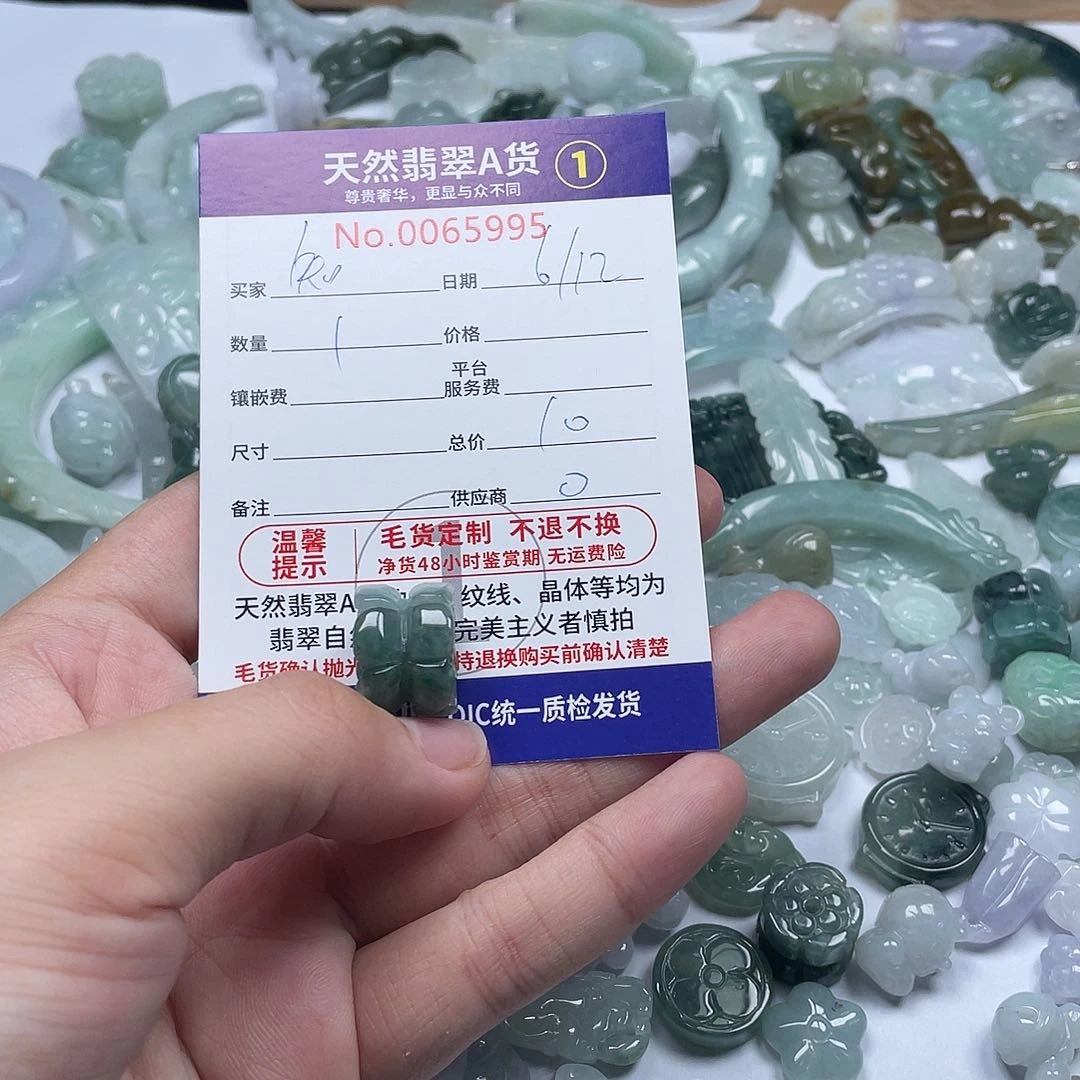 天然翡翠A货 1
尊贵奢华，更显与众不同
No.0065995
买家 日期 6/12
数量 1 价格
平台
镶嵌费 服务费
尺寸 总价 10
备注 供应商 0
温馨 毛货定制 不退不换
提示 净货48小时鉴赏期 无运费险
天然翡翠A 纹线、晶体等均为
翡翠自 完美主义者慎拍
毛货确认抛光 持退换购买前确认清楚
DIC统一质检发货